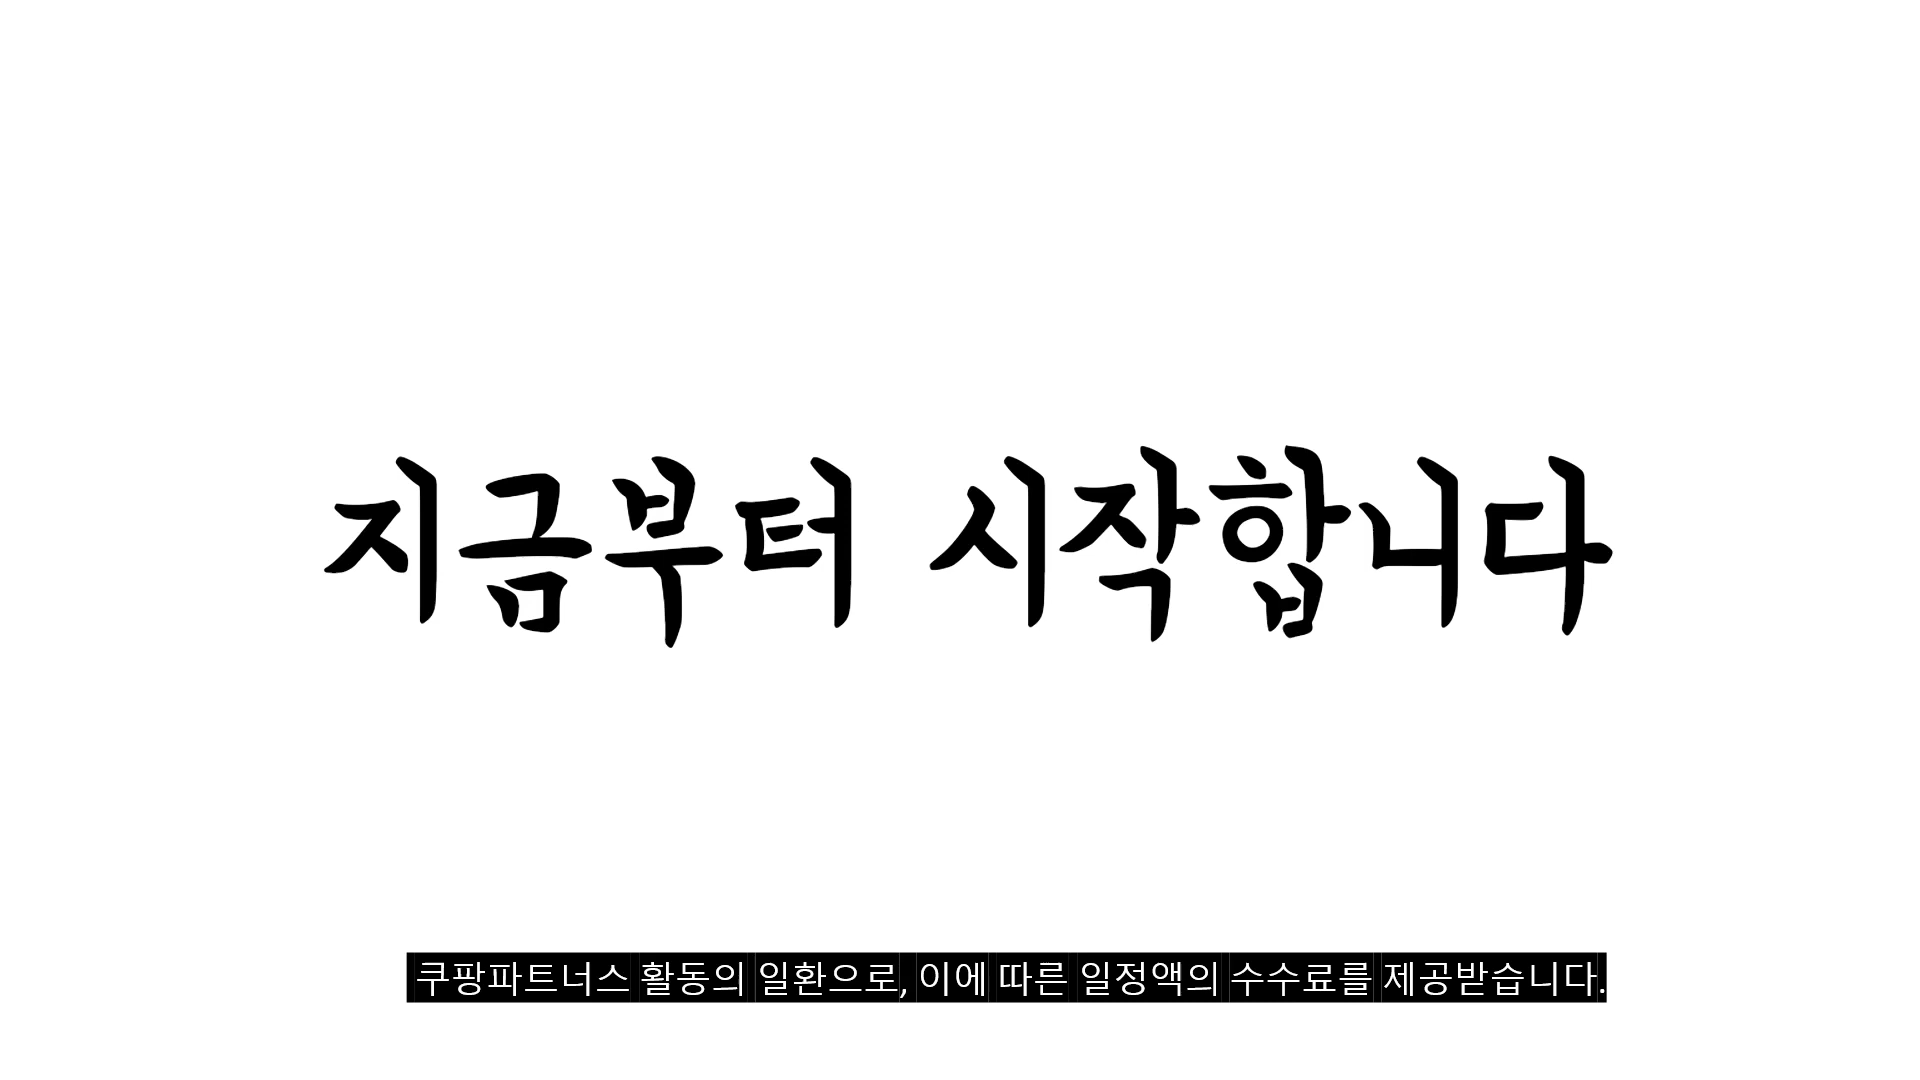 지금부터 시작합니다
쿠팡파트너스 활동의 일환으로, 이에 따른 일정액의 수수료를 제공받습니다.